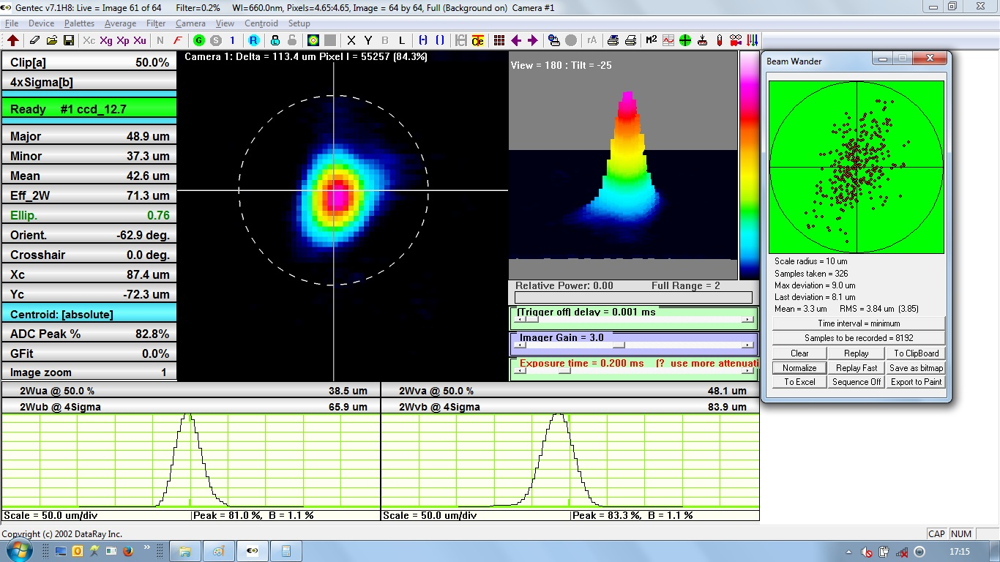 Gentec v7.1H8: Live = Image 61 of 64 Filter=0.2% Wl=660.0nm, Pixels=4.65:4.65, Image = 64 by 64, Full (Background on) Camera #1
File Device Palettes Average Filter Filter Camera View Centroid Setup
Xc Xg Xp Xu N F G S 1 R X Y B L rA M2
Clip[a] 50.0%
4xSigma[b]
Ready #1 ccd_12.7
Major 48.9 um
Minor 37.3 um
Mean 42.6 um
Eff_2W 71.3 um
Ellip. 0.76
Orient. -62.9 deg.
Crosshair 0.0 deg.
Xc 87.4 um
Yc -72.3 um
Centroid: [absolute]
ADC Peak % 82.8%
GFit 0.0%
Image zoom 1
Camera 1: Delta = 113.4 um Pixel I = 55257 (84.3%)
View = 180 : Tilt = -25
Relative Power: 0.00 Full Range = 2
(Trigger off) delay = 0.001 ms
Imager Gain = 3.0
Exposure time = 0.200 ms (? use more attenuati
2Wua @ 50.0 % 38.5 um
2Wub @ 4Sigma 65.9 um
2Wva @ 50.0 % 48.1 um
2Wvb @ 4Sigma 83.9 um
Scale = 50.0 um/div Peak = 81.0 %, B = 1.1 %
Scale = 50.0 um/div Peak = 83.3 %, B = 1.1 %
Beam Wander
Scale radius = 10 um
Samples taken = 326
Max deviation = 9.0 um
Last deviation = 8.1 um
Mean = 3.3 um RMS = 3.84 um (3.85)
Time interval = minimum
Samples to be recorded = 8192
Clear Replay To ClipBoard
Normalize Replay Fast Save as bitmap
To Excel Sequence Off Export to Paint
Copyright (c) 2002 DataRay Inc.
CAP NUM
17:15